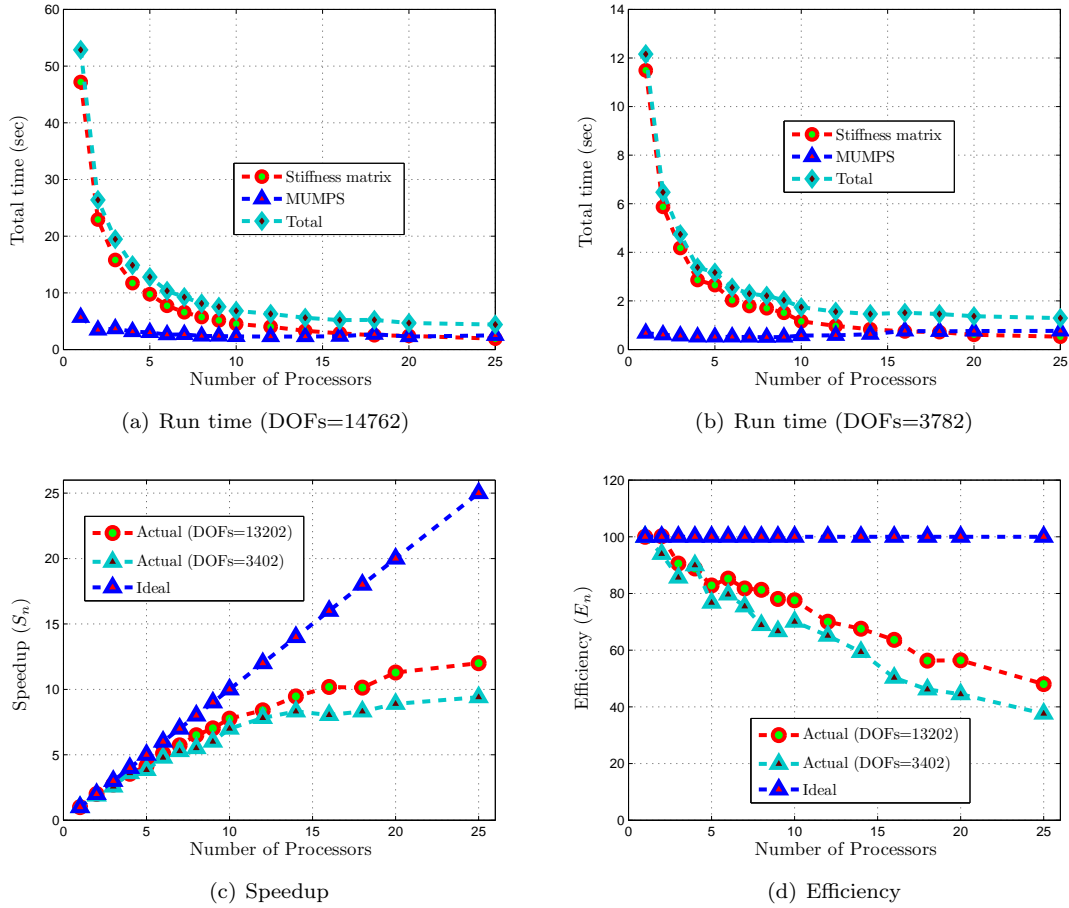 60
50
40
30
20
10
0
0 5 10 15 20 25
Total time (sec)
Number of Processors
Stiffness matrix
MUMPS
Total
(a) Run time (DOFs=14762)
14
12
10
8
6
4
2
0
0 5 10 15 20 25
Total time (sec)
Number of Processors
Stiffness matrix
MUMPS
Total
(b) Run time (DOFs=3782)
25
20
15
10
5
0
0 5 10 15 20 25
Speedup (Sₙ)
Number of Processors
Actual (DOFs=13202)
Actual (DOFs=3402)
Ideal
(c) Speedup
120
100
80
60
40
20
0
0 5 10 15 20 25
Efficiency (Eₙ)
Number of Processors
Actual (DOFs=13202)
Actual (DOFs=3402)
Ideal
(d) Efficiency